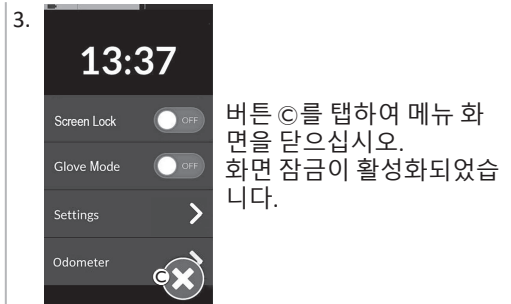 3.
13:37
Screen Lock OFF
Glove Mode OFF
Settings
Odometer
C
버튼 ©를 탭하여 메뉴 화
면을 닫으십시오.
화면 잠금이 활성화되었습
니다.